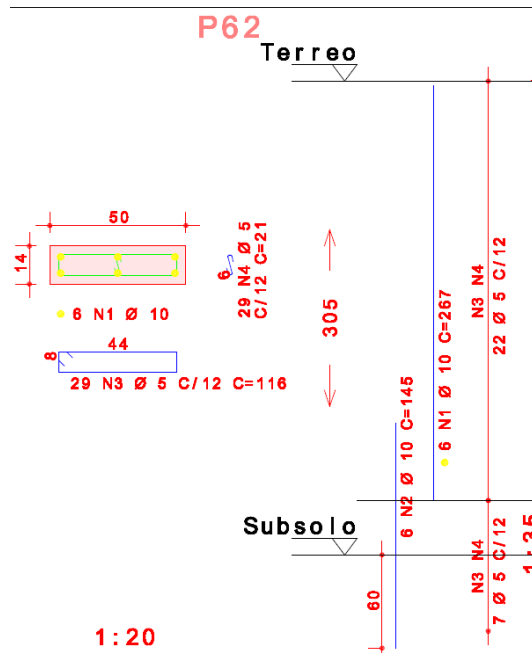 P62
Terreo
50
14
6
29 N4 Ø 5
C/12 C=21
6 N1 Ø 10
44
8
29 N3 Ø 5 C/12 C=116
305
6 N2 Ø 10 C=145
6 N1 Ø 10 C=267
N3 N4
22 Ø 5 C/12
Subsolo
60
N3 N4
7 Ø 5 C/12
1:35
1:20